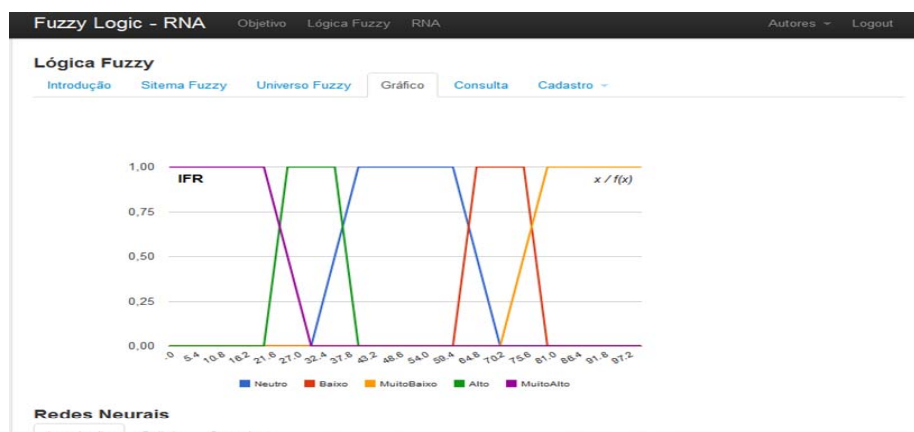 Fuzzy Logic - RNA Objetivo Lógica Fuzzy RNA Autores Logout
Lógica Fuzzy
Introdução Sitema Fuzzy Universo Fuzzy Gráfico Consulta Cadastro
1,00
IFR x / f(x)
0,75
0,50
0,25
0,00
0 5.4 10.8 16.2 21.6 27.0 32.4 37.8 43.2 48.6 54.0 59.4 64.8 70.2 75.6 81.0 86.4 91.8 97.2
Neutro Baixo MuitoBaixo Alto MuitoAlto
Redes Neurais